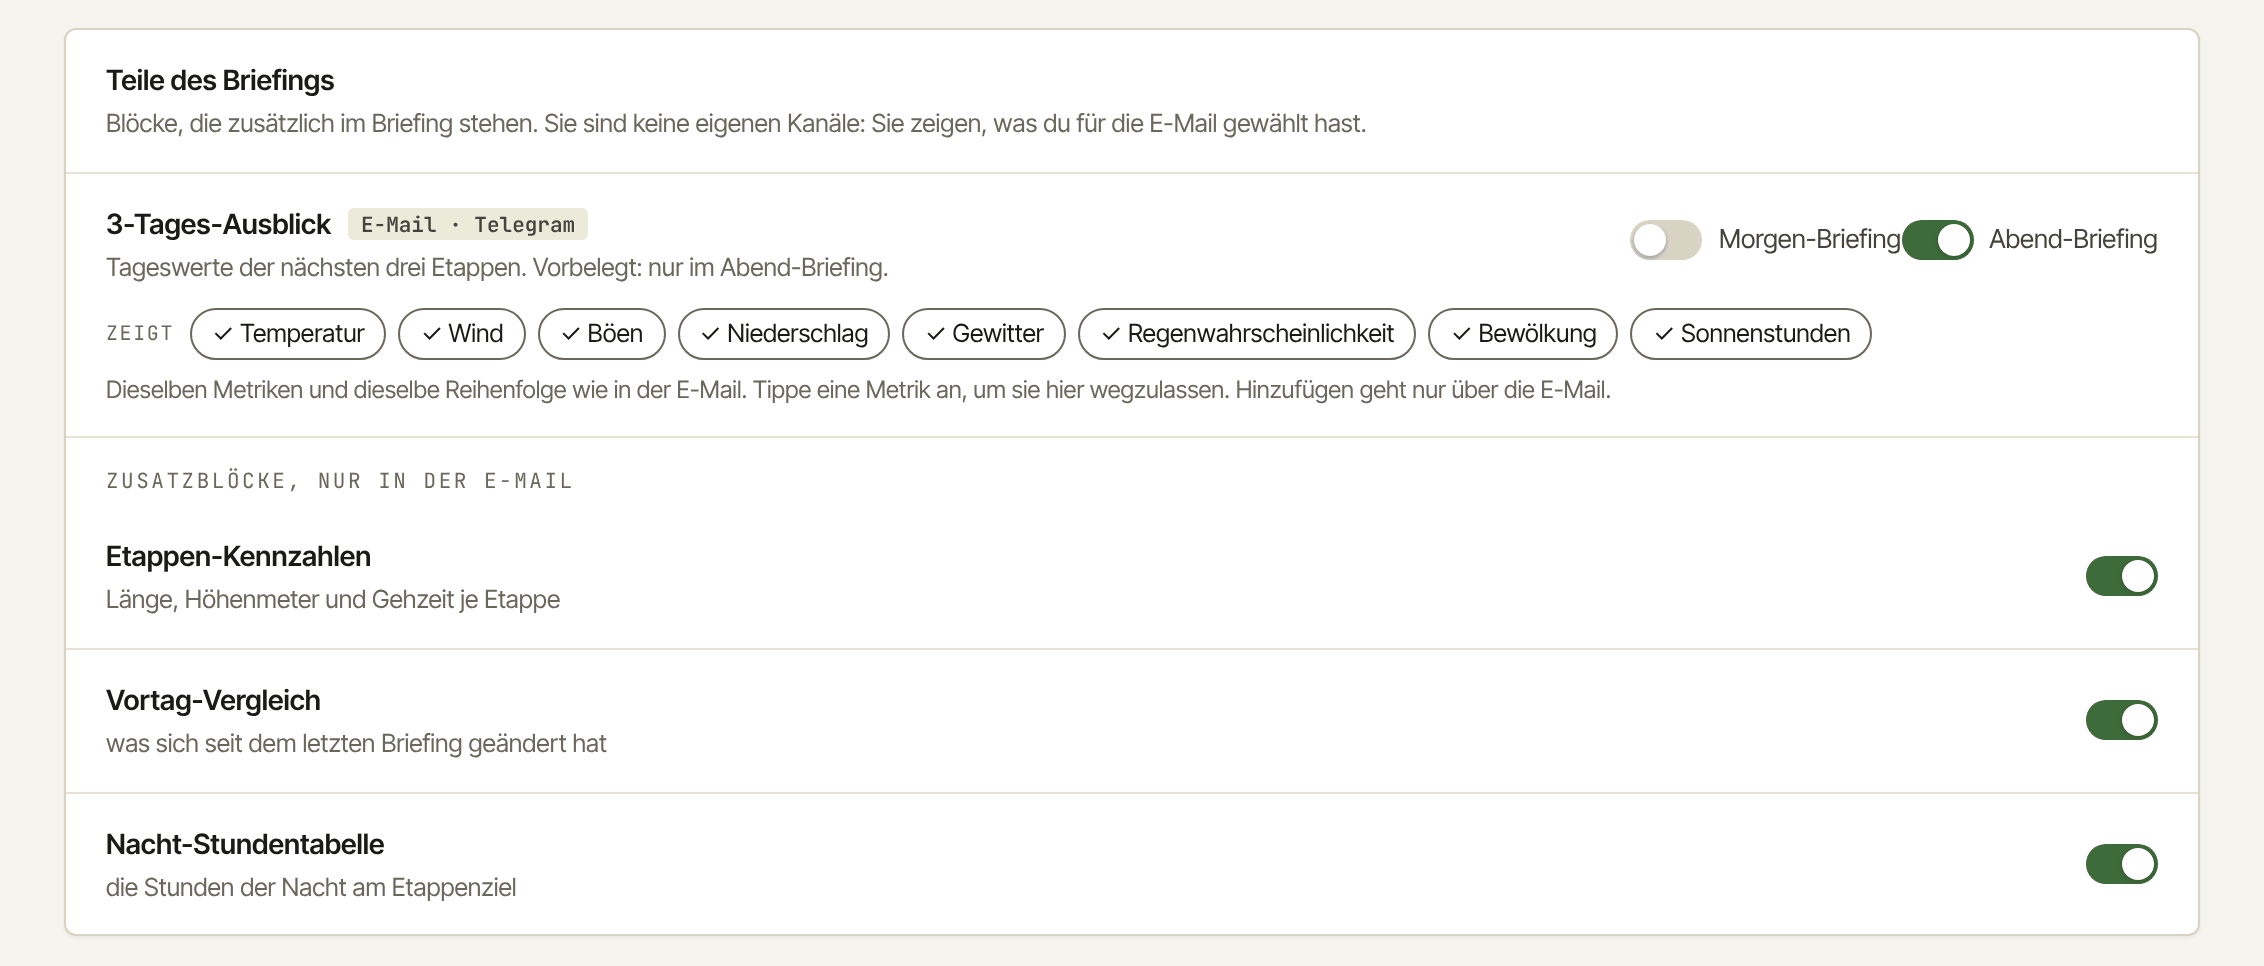 Teile des Briefings
Blöcke, die zusätzlich im Briefing stehen. Sie sind keine eigenen Kanäle: Sie zeigen, was du für die E-Mail gewählt hast.
3-Tages-Ausblick E-Mail · Telegram
Morgen-Briefing Abend-Briefing
Tageswerte der nächsten drei Etappen. Vorbelegt: nur im Abend-Briefing.
ZEIGT ✓ Temperatur ✓ Wind ✓ Böen ✓ Niederschlag ✓ Gewitter ✓ Regenwahrscheinlichkeit ✓ Bewölkung ✓ Sonnenstunden
Dieselben Metriken und dieselbe Reihenfolge wie in der E-Mail. Tippe eine Metrik an, um sie hier wegzulassen. Hinzufügen geht nur über die E-Mail.
ZUSATZBLÖCKE, NUR IN DER E-MAIL
Etappen-Kennzahlen
Länge, Höhenmeter und Gehzeit je Etappe
Vortag-Vergleich
was sich seit dem letzten Briefing geändert hat
Nacht-Stundentabelle
die Stunden der Nacht am Etappenziel